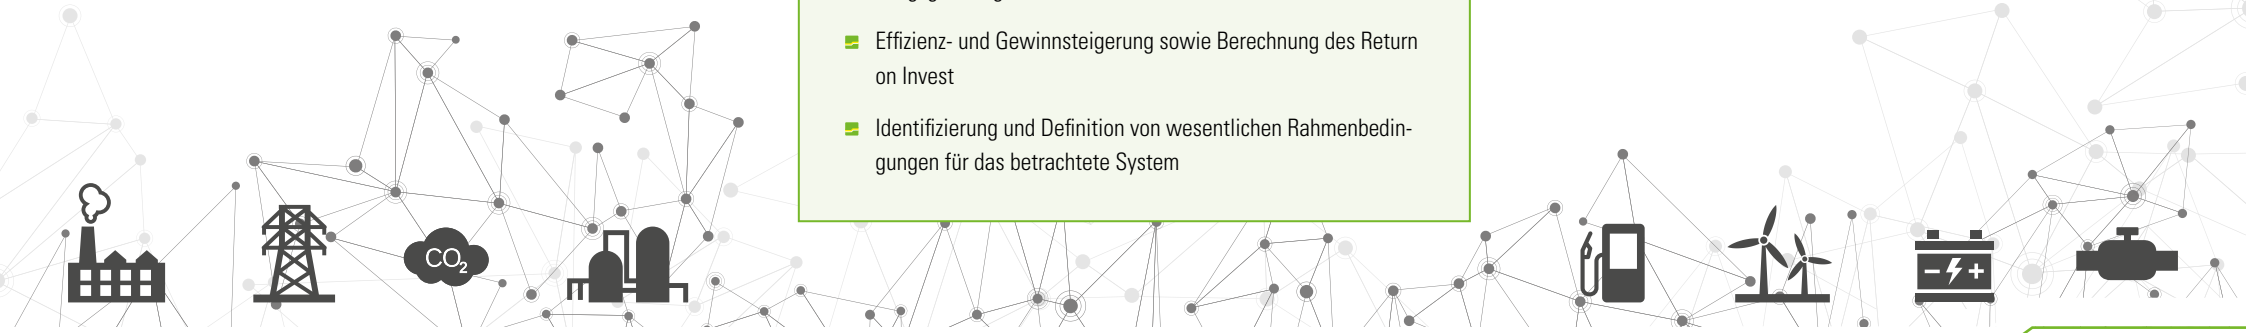 Effizienz- und Gewinnsteigerung sowie Berechnung des Return
on Invest
Identifizierung und Definition von wesentlichen Rahmenbedin-
gungen für das betrachtete System
CO₂